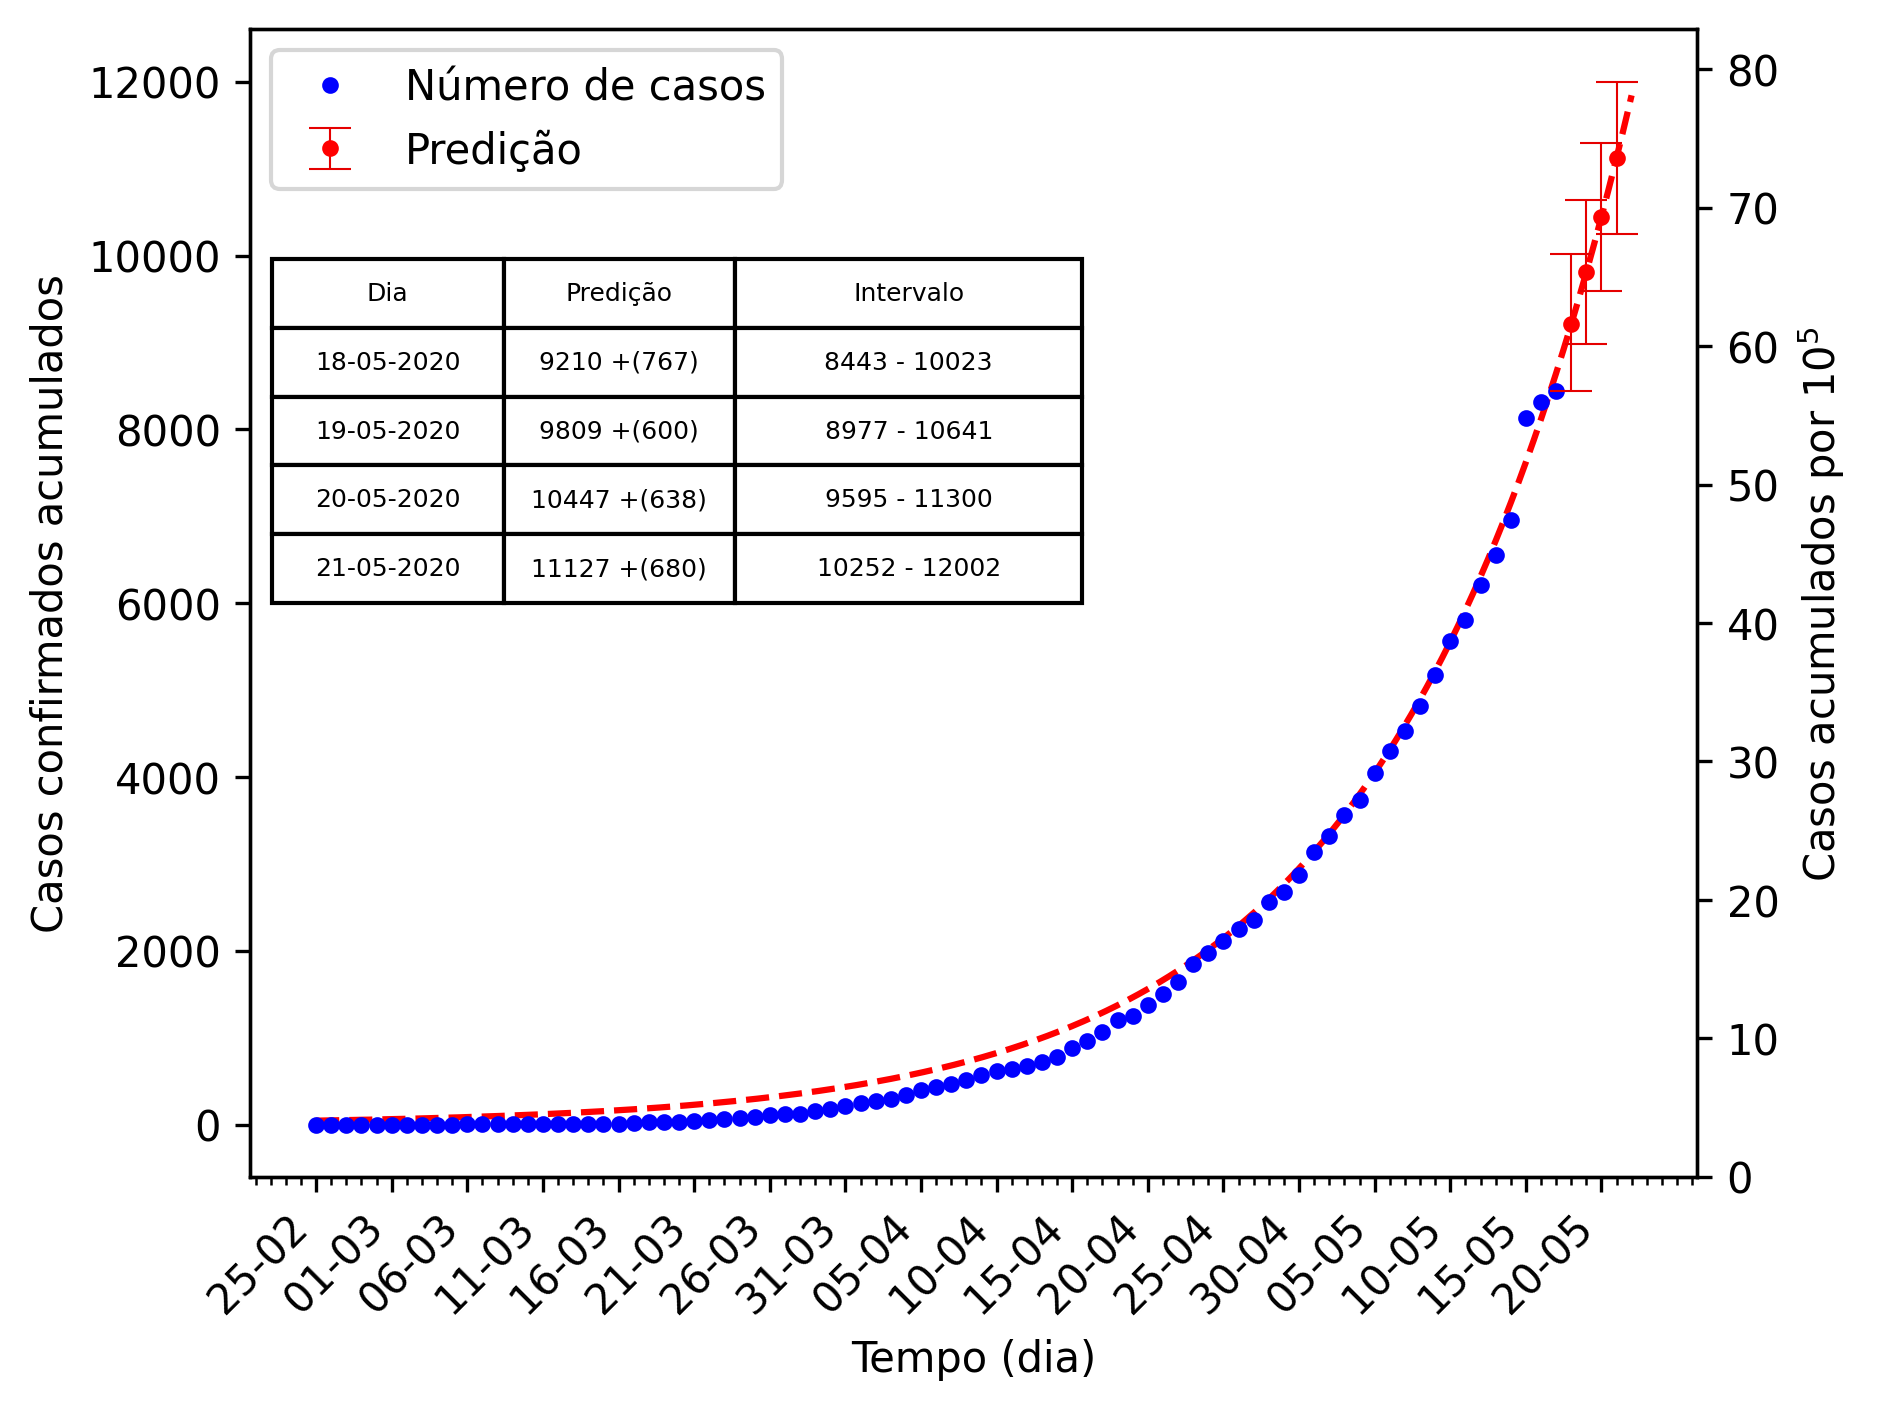 Número de casos
Predição
Dia Predição Intervalo
18-05-2020 9210 +(767) 8443 - 10023
19-05-2020 9809 +(600) 8977 - 10641
20-05-2020 10447 +(638) 9595 - 11300
21-05-2020 11127 +(680) 10252 - 12002
Casos confirmados acumulados
12000
10000
8000
6000
4000
2000
0
80
70
60
50
40
30
20
10
0
Casos acumulados por 10⁵
25-02 01-03 06-03 11-03 16-03 21-03 26-03 31-03 05-04 10-04 15-04 20-04 25-04 30-04 05-05 10-05 15-05 20-05
Tempo (dia)